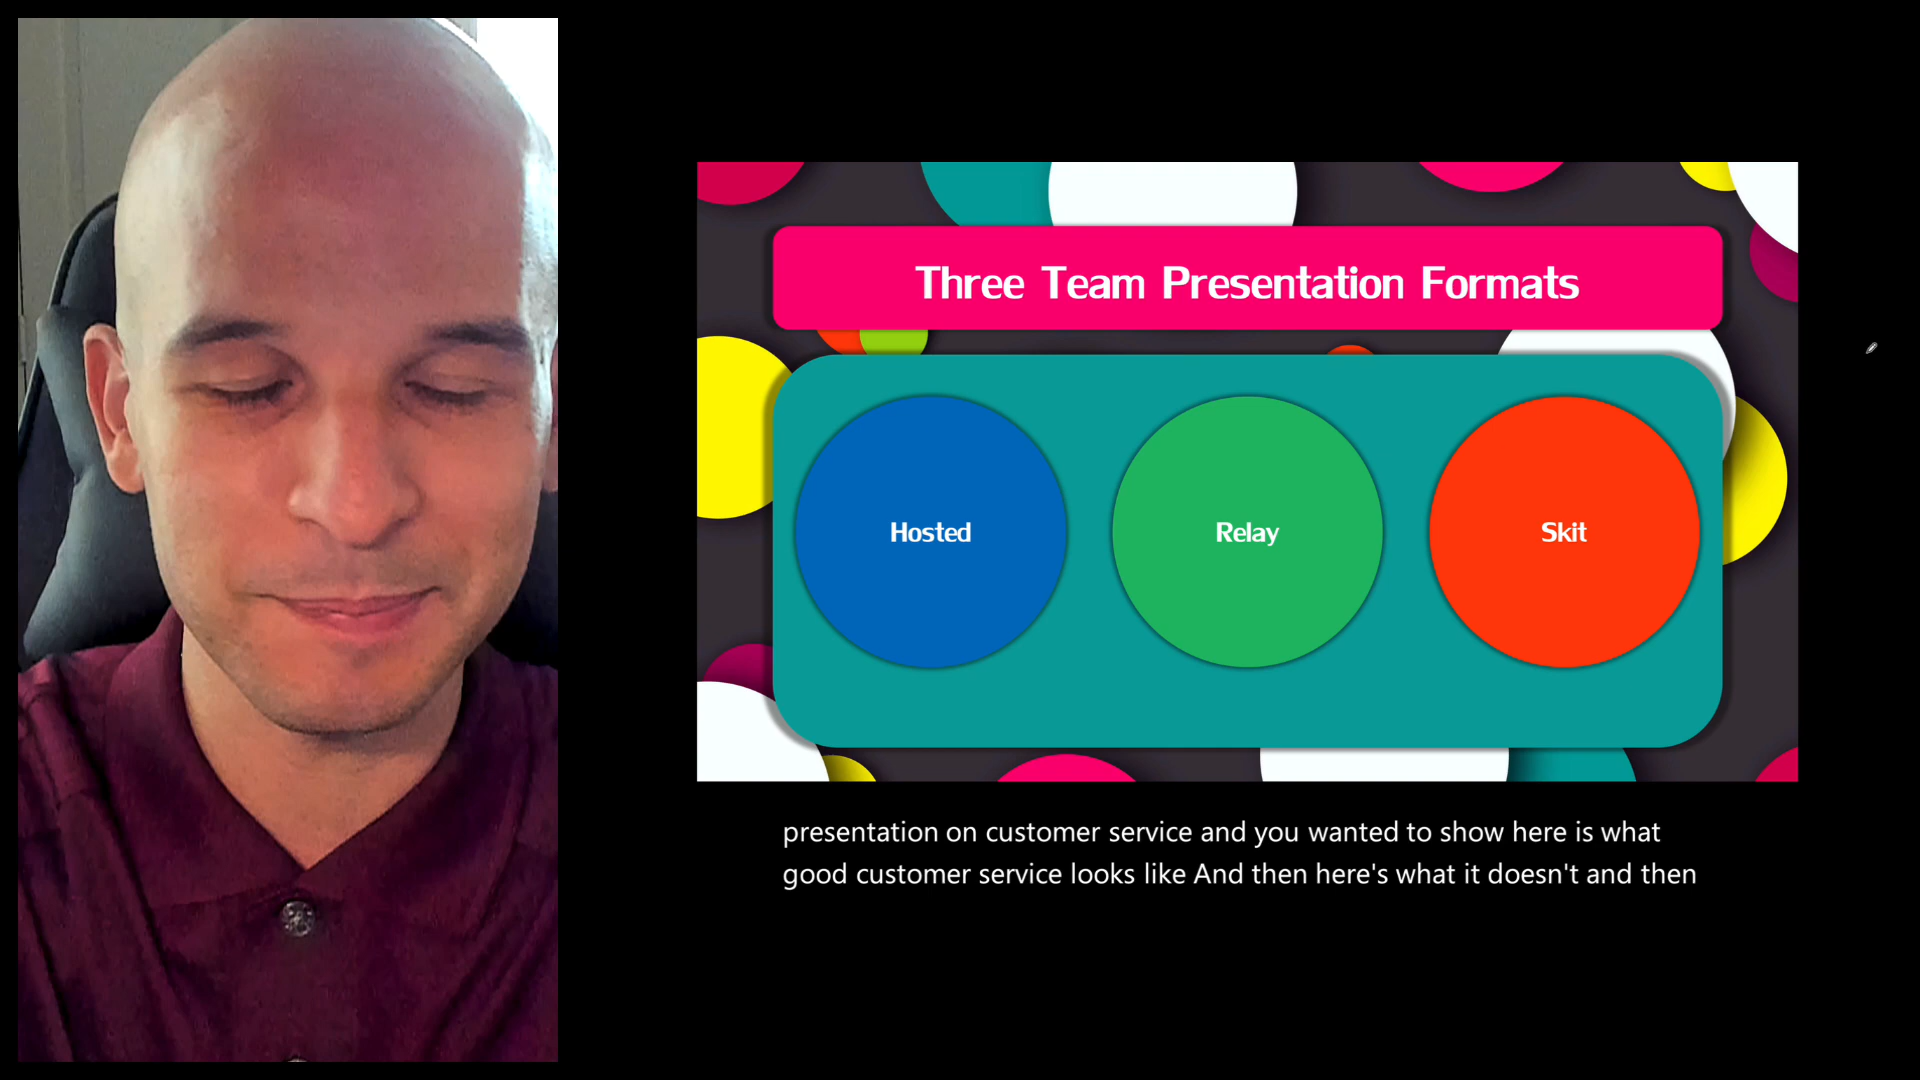 Three Team Presentation Formats
Hosted
Relay
Skit
presentation on customer service and you wanted to show here is what
good customer service looks like And then here's what it doesn't and then